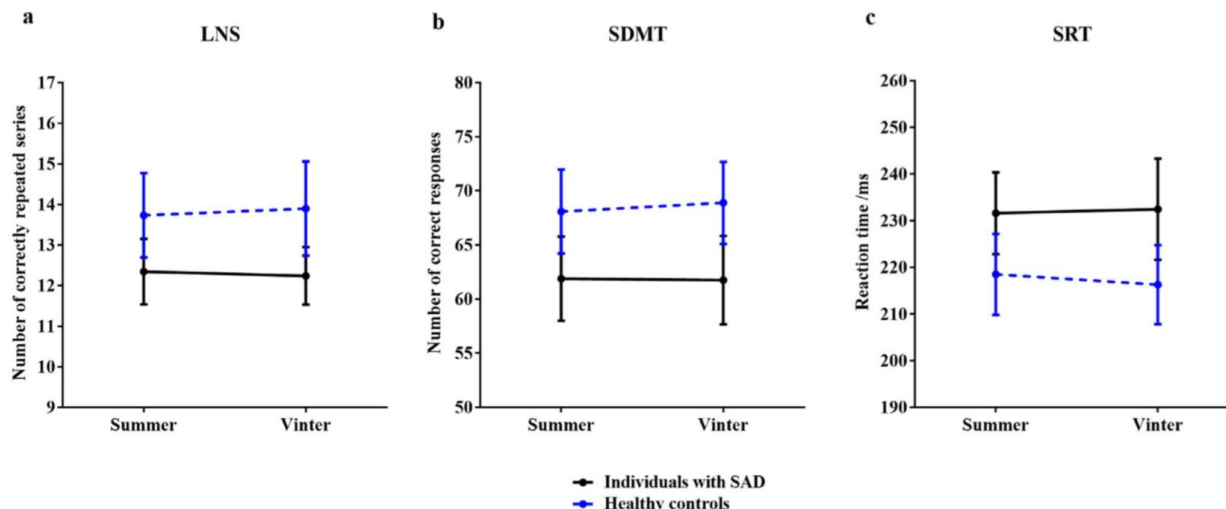 a
LNS
Number of correctly repeated series
17
16
15
14
13
12
11
10
9
Summer
Vinter
b
SDMT
Number of correct responses
80
75
70
65
60
55
50
Summer
Vinter
c
SRT
Reaction time /ms
260
250
240
230
220
210
200
190
Summer
Vinter
Individuals with SAD
Healthy controls